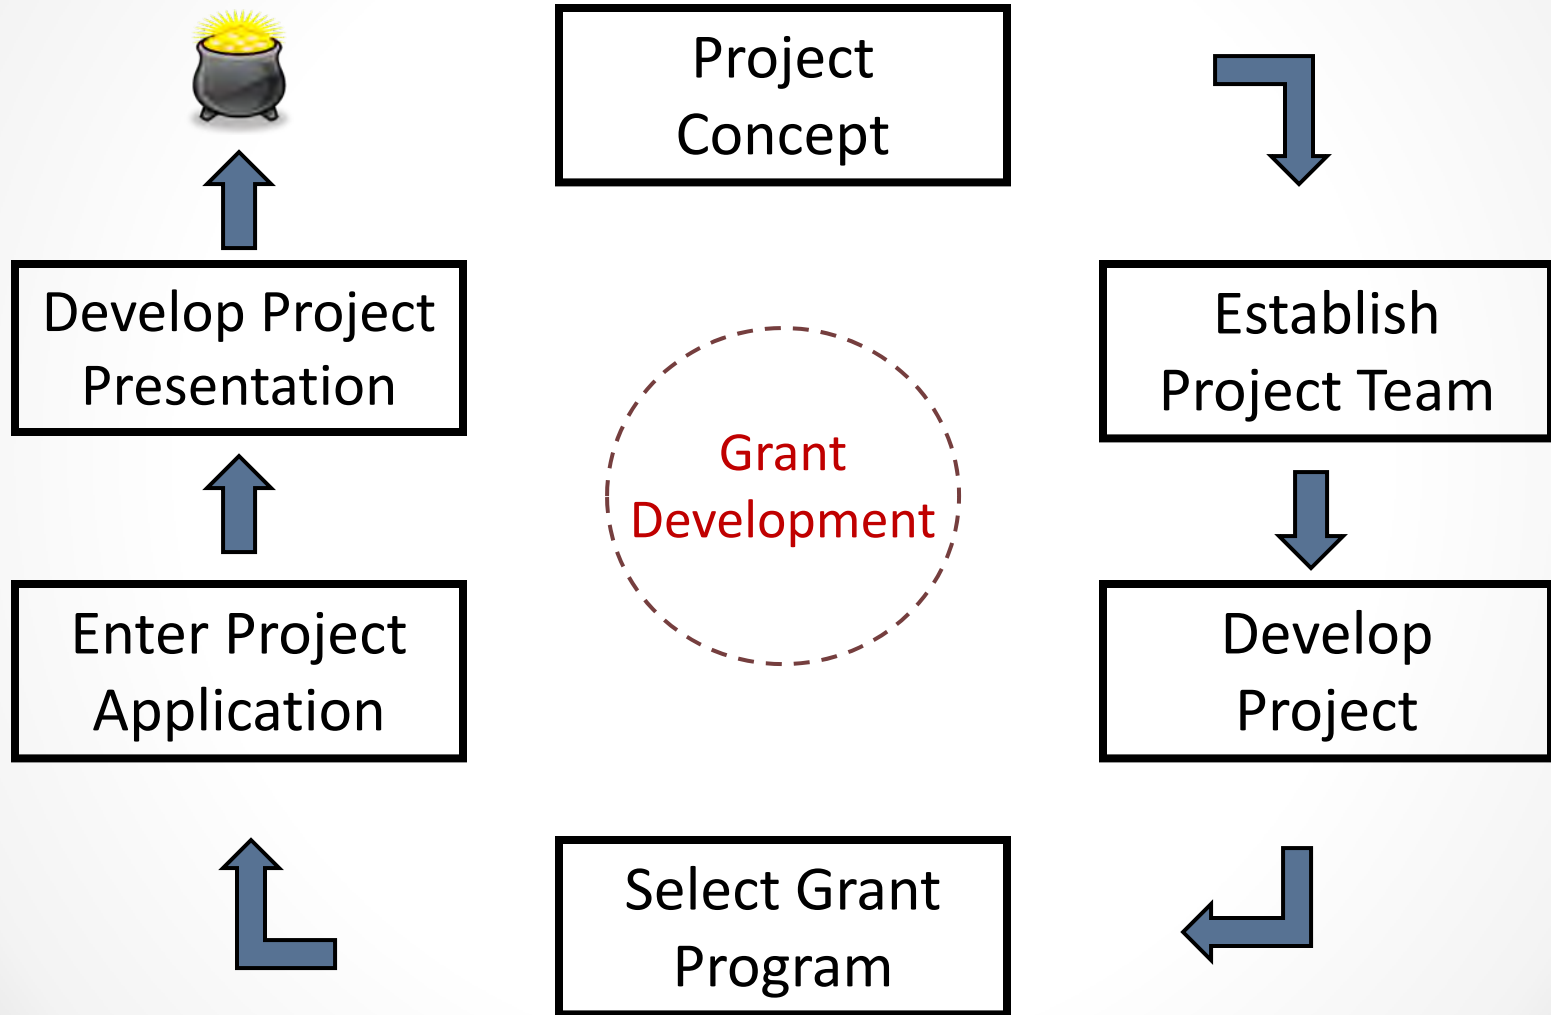 Project
Concept
Establish
Project Team
Develop
Project
Select Grant
Program
Enter Project
Application
Develop Project
Presentation
Grant
Development